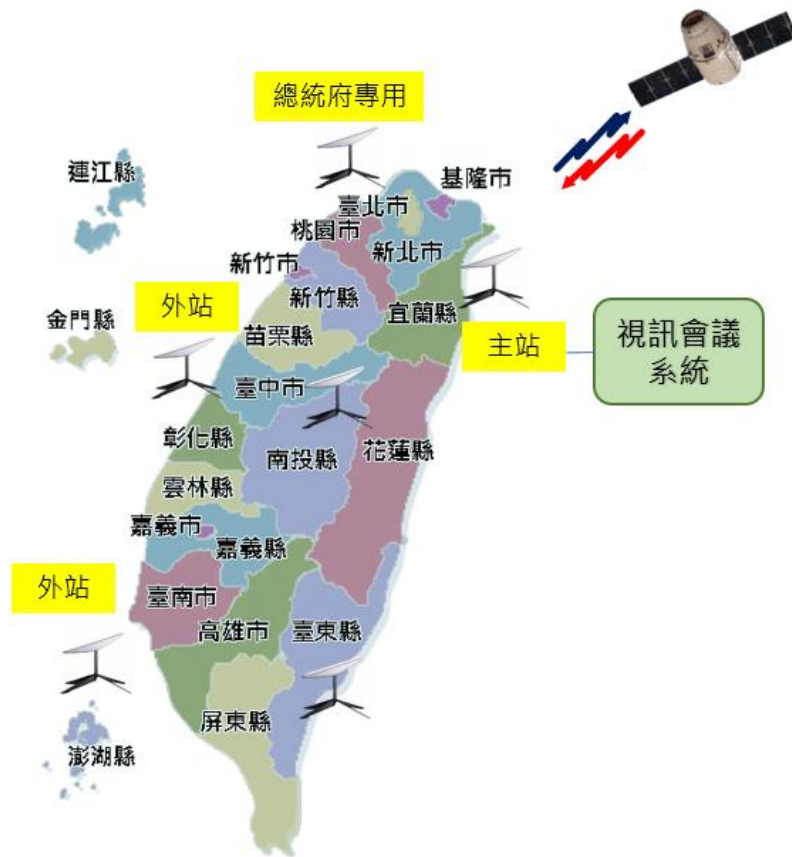 總統府專用
連江縣
基隆市
臺北市
桃園市
新北市
新竹市
外站
新竹縣
宜蘭縣
金門縣
苗栗縣
主站
視訊會議
系統
臺中市
彰化縣
南投縣
花蓮縣
雲林縣
嘉義市
嘉義縣
外站
臺南市
高雄市
臺東縣
屏東縣
澎湖縣